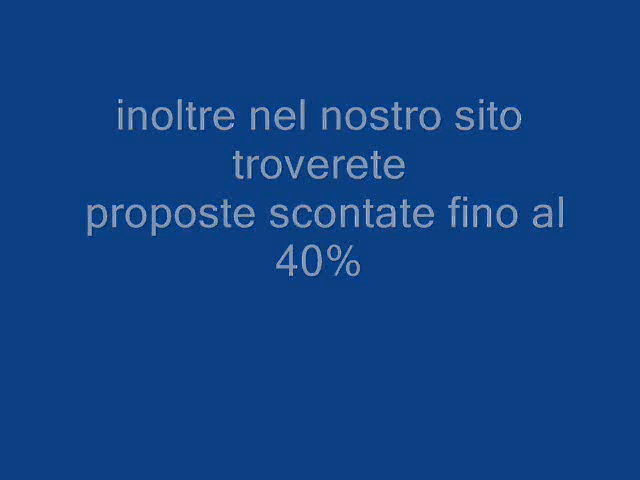 inoltre nel nostro sito
troverete
proposte scontate fino al
40%